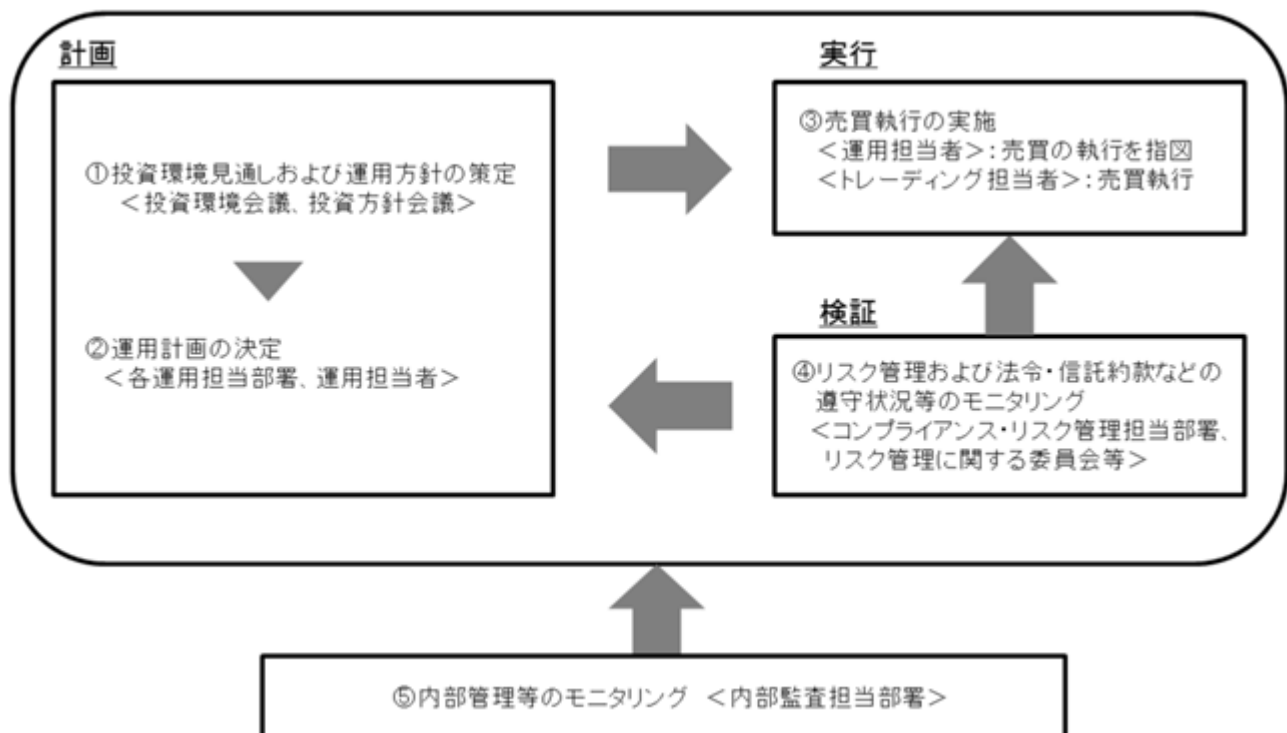 計画
①投資環境見通しおよび運用方針の策定
<投資環境会議、投資方針会議>
②運用計画の決定
<各運用担当部署、運用担当者>
実行
③売買執行の実施
<運用担当者>:売買の執行を指図
<トレーディング担当者>:売買執行
検証
④リスク管理および法令・信託約款などの
遵守状況等のモニタリング
<コンプライアンス・リスク管理担当部署、
リスク管理に関する委員会等>
⑤内部管理等のモニタリング <内部監査担当部署>